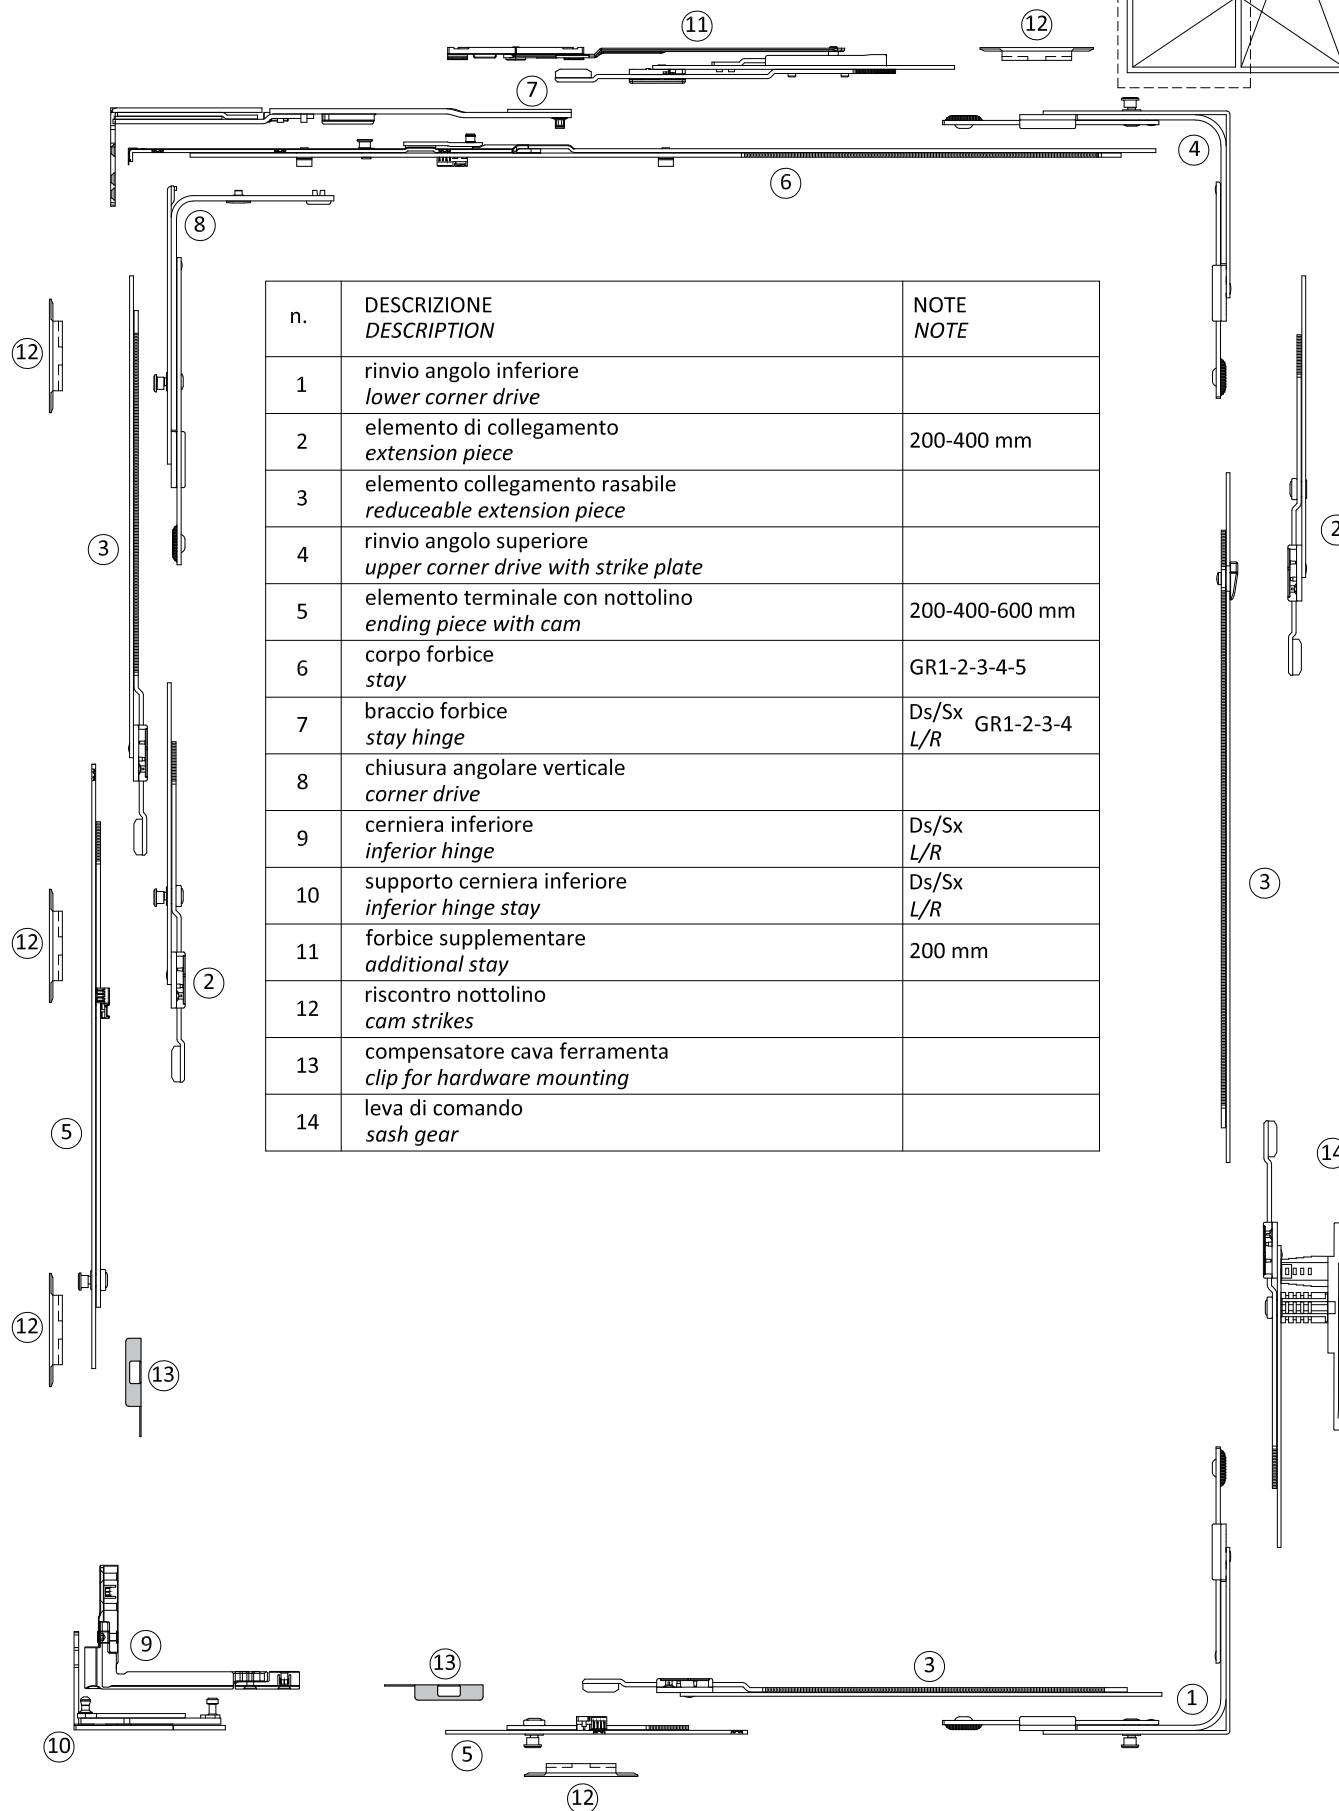 11
12
7
4
6
8
n. DESCRIZIONE NOTE
DESCRIPTION NOTE
1 rinvio angolo inferiore
lower corner drive
2 elemento di collegamento 200-400 mm
extension piece
3 elemento collegamento rasabile
reduceable extension piece
4 rinvio angolo superiore
upper corner drive with strike plate
5 elemento terminale con nottolino 200-400-600 mm
ending piece with cam
6 corpo forbice GR1-2-3-4-5
stay
7 braccio forbice Ds/Sx GR1-2-3-4
stay hinge L/R
8 chiusura angolare verticale
corner drive
9 cerniera inferiore Ds/Sx
inferior hinge L/R
10 supporto cerniera inferiore Ds/Sx
inferior hinge stay L/R
11 forbice supplementare 200 mm
additional stay
12 riscontro nottolino
cam strikes
13 compensatore cava ferramenta
clip for hardware mounting
14 leva di comando
sash gear
12
2
3
3
12
2
5
14
12
13
9
13
3
1
10
5
12